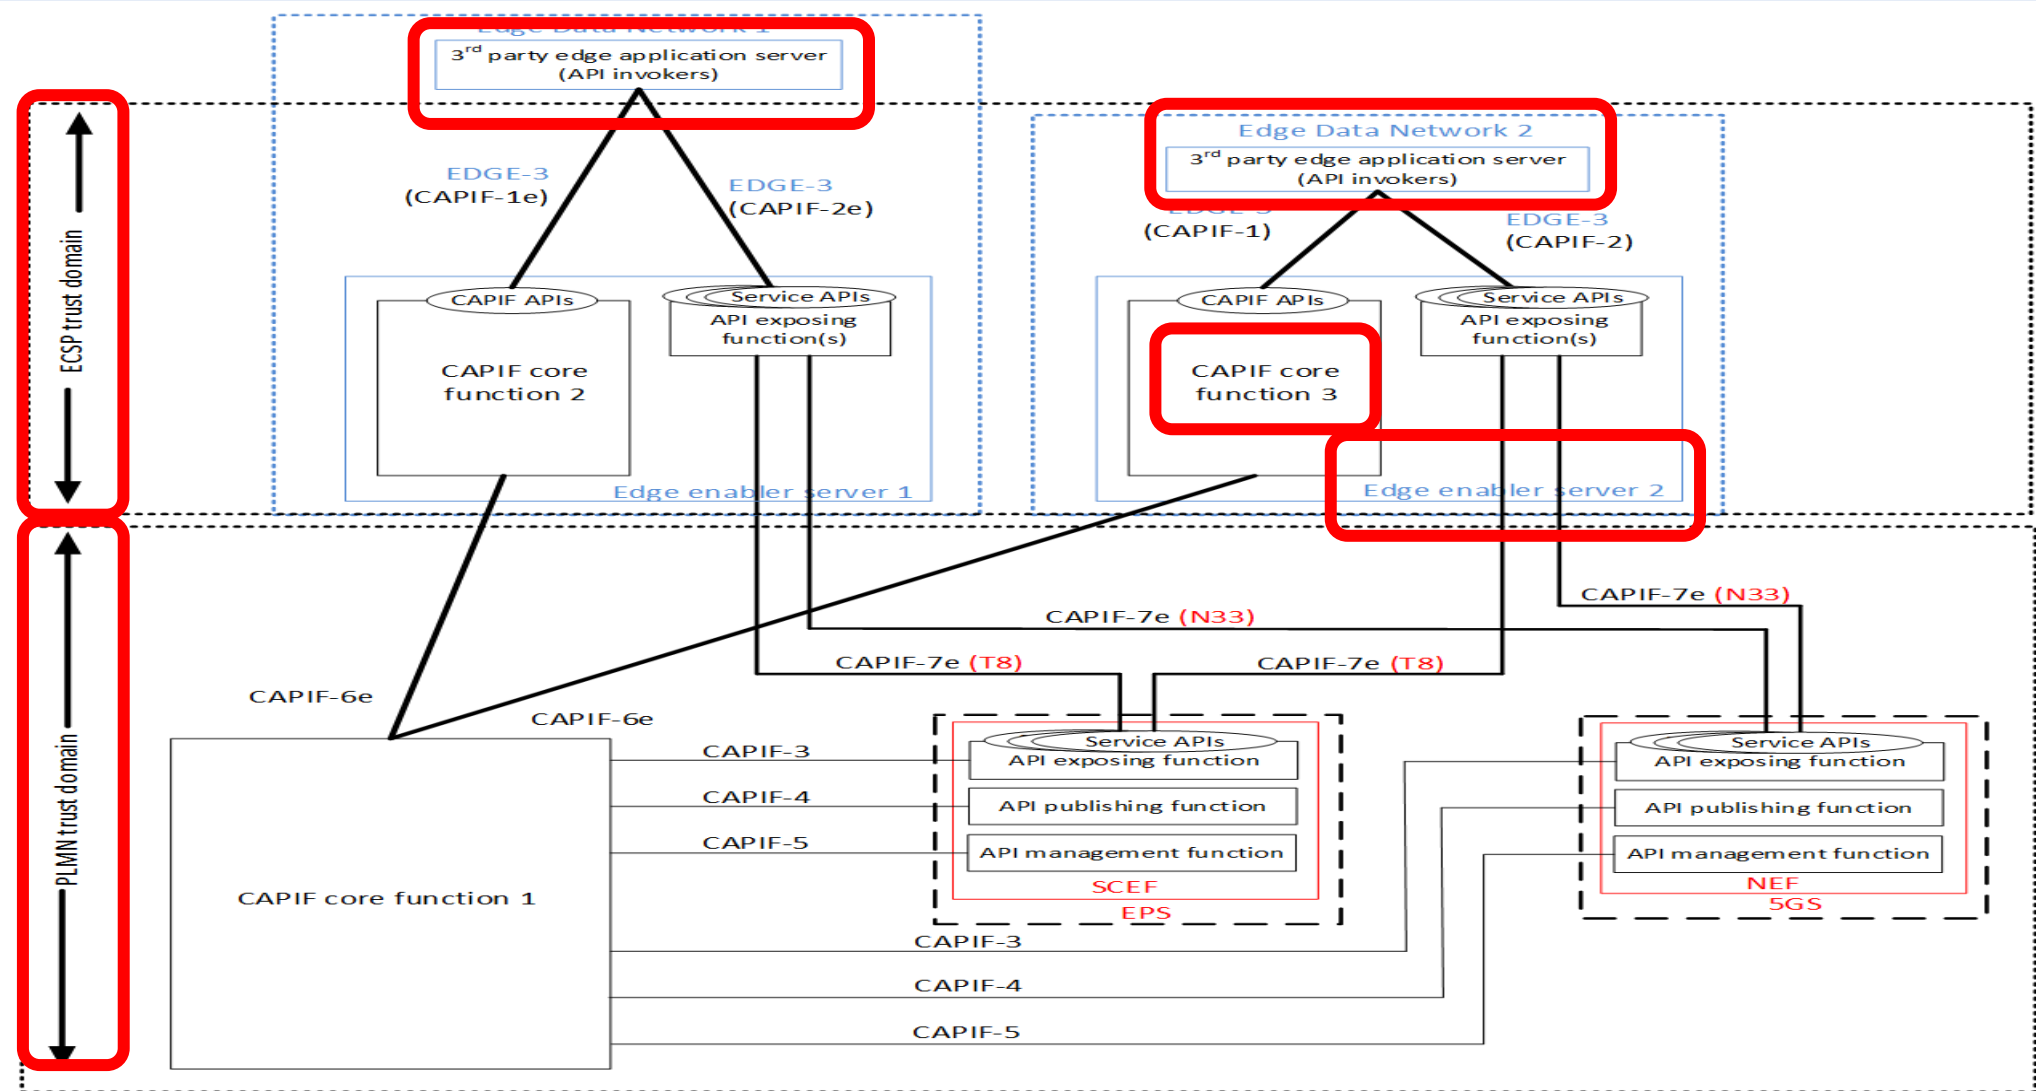 Edge Data Network 1
3rd party edge application server
(API invokers)
Edge Data Network 2
3rd party edge application server
(API invokers)
EDGE-3
(CAPIF-1e)
EDGE-3
(CAPIF-2e)
EDGE-3
(CAPIF-1)
EDGE-3
(CAPIF-2)
ECSP trust domain
CAPIF APIs
Service APIs
API exposing
function(s)
CAPIF core
function 2
Edge enabler server 1
CAPIF APIs
Service APIs
API exposing
function(s)
CAPIF core
function 3
Edge enabler server 2
PLMN trust domain
CAPIF-7e (N33)
CAPIF-7e (N33)
CAPIF-7e (T8)
CAPIF-7e (T8)
CAPIF-6e
CAPIF-6e
CAPIF core function 1
CAPIF-3
CAPIF-4
CAPIF-5
Service APIs
API exposing function
API publishing function
API management function
SCEF
EPS
Service APIs
API exposing function
API publishing function
API management function
NEF
5GS
CAPIF-3
CAPIF-4
CAPIF-5